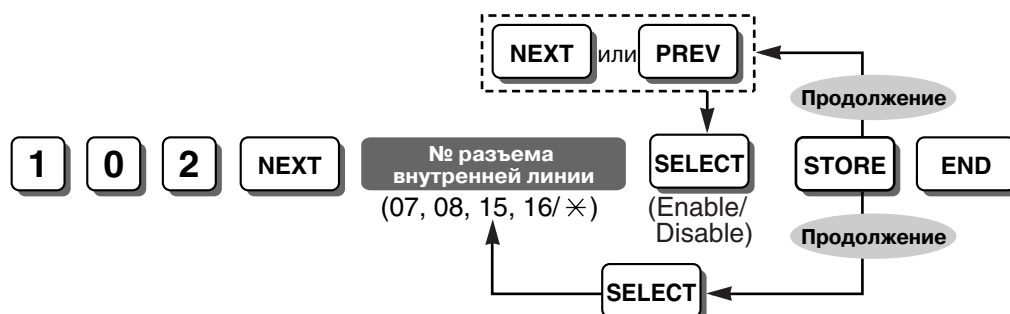 NEXT или PREV
Продолжение
1 0 2 NEXT
№ разъема
внутренней линии
(07, 08, 15, 16/✳)
SELECT
(Enable/
Disable)
STORE
END
Продолжение
SELECT